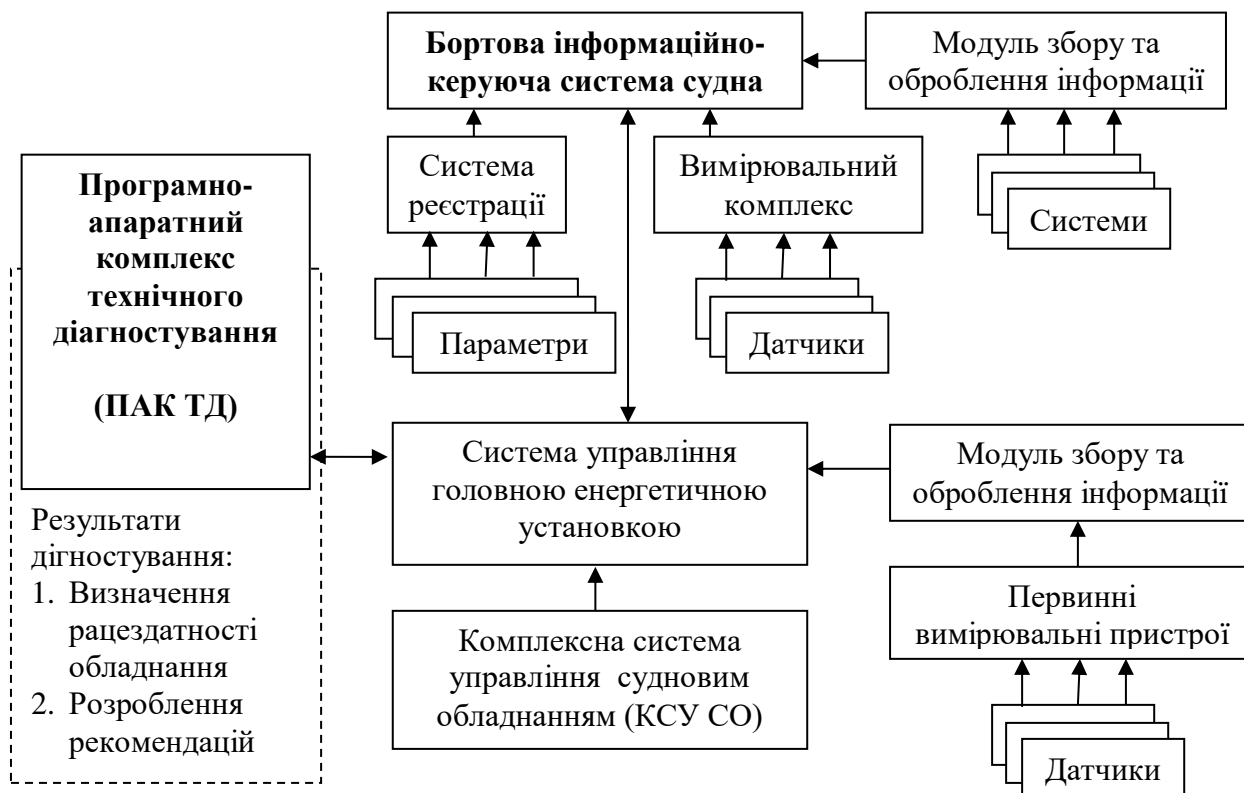 Бортова інформаційно-
керуюча система судна
Модуль збору та
оброблення інформації
Система
реєстрації
Вимірювальний
комплекс
Системи
Параметри
Датчики
Програмно-
апаратний
комплекс
технічного
діагностування
(ПАК ТД)
Результати
дігностування:
1. Визначення
рацездатності
обладнання
2. Розроблення
рекомендацій
Система управління
головною енергетичною
установкою
Модуль збору та
оброблення інформації
Комплексна система
управління судновим
обладнанням (КСУ СО)
Первинні
вимірювальні пристрої
Датчики